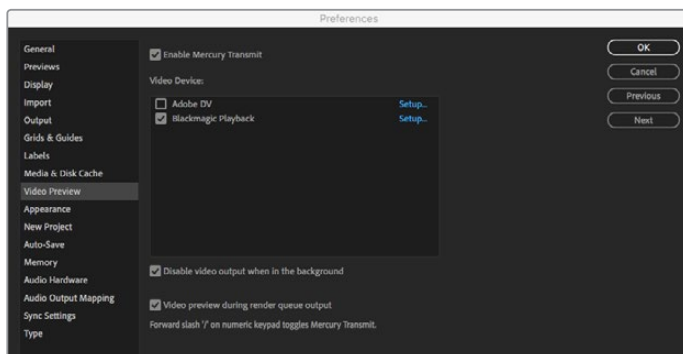 Preferences
General
Previews
Display
Import
Output
Grids & Guides
Labels
Media & Disk Cache
Video Preview
Appearance
New Project
Auto-Save
Memory
Audio Hardware
Audio Output Mapping
Sync Settings
Type
Enable Mercury Transmit
Video Device:
Adobe DV Setup...
Blackmagic Playback Setup...
Disable video output when in the background
Video preview during render queue output
Forward slash '/' on numeric keypad toggles Mercury Transmit.
OK
Cancel
Previous
Next